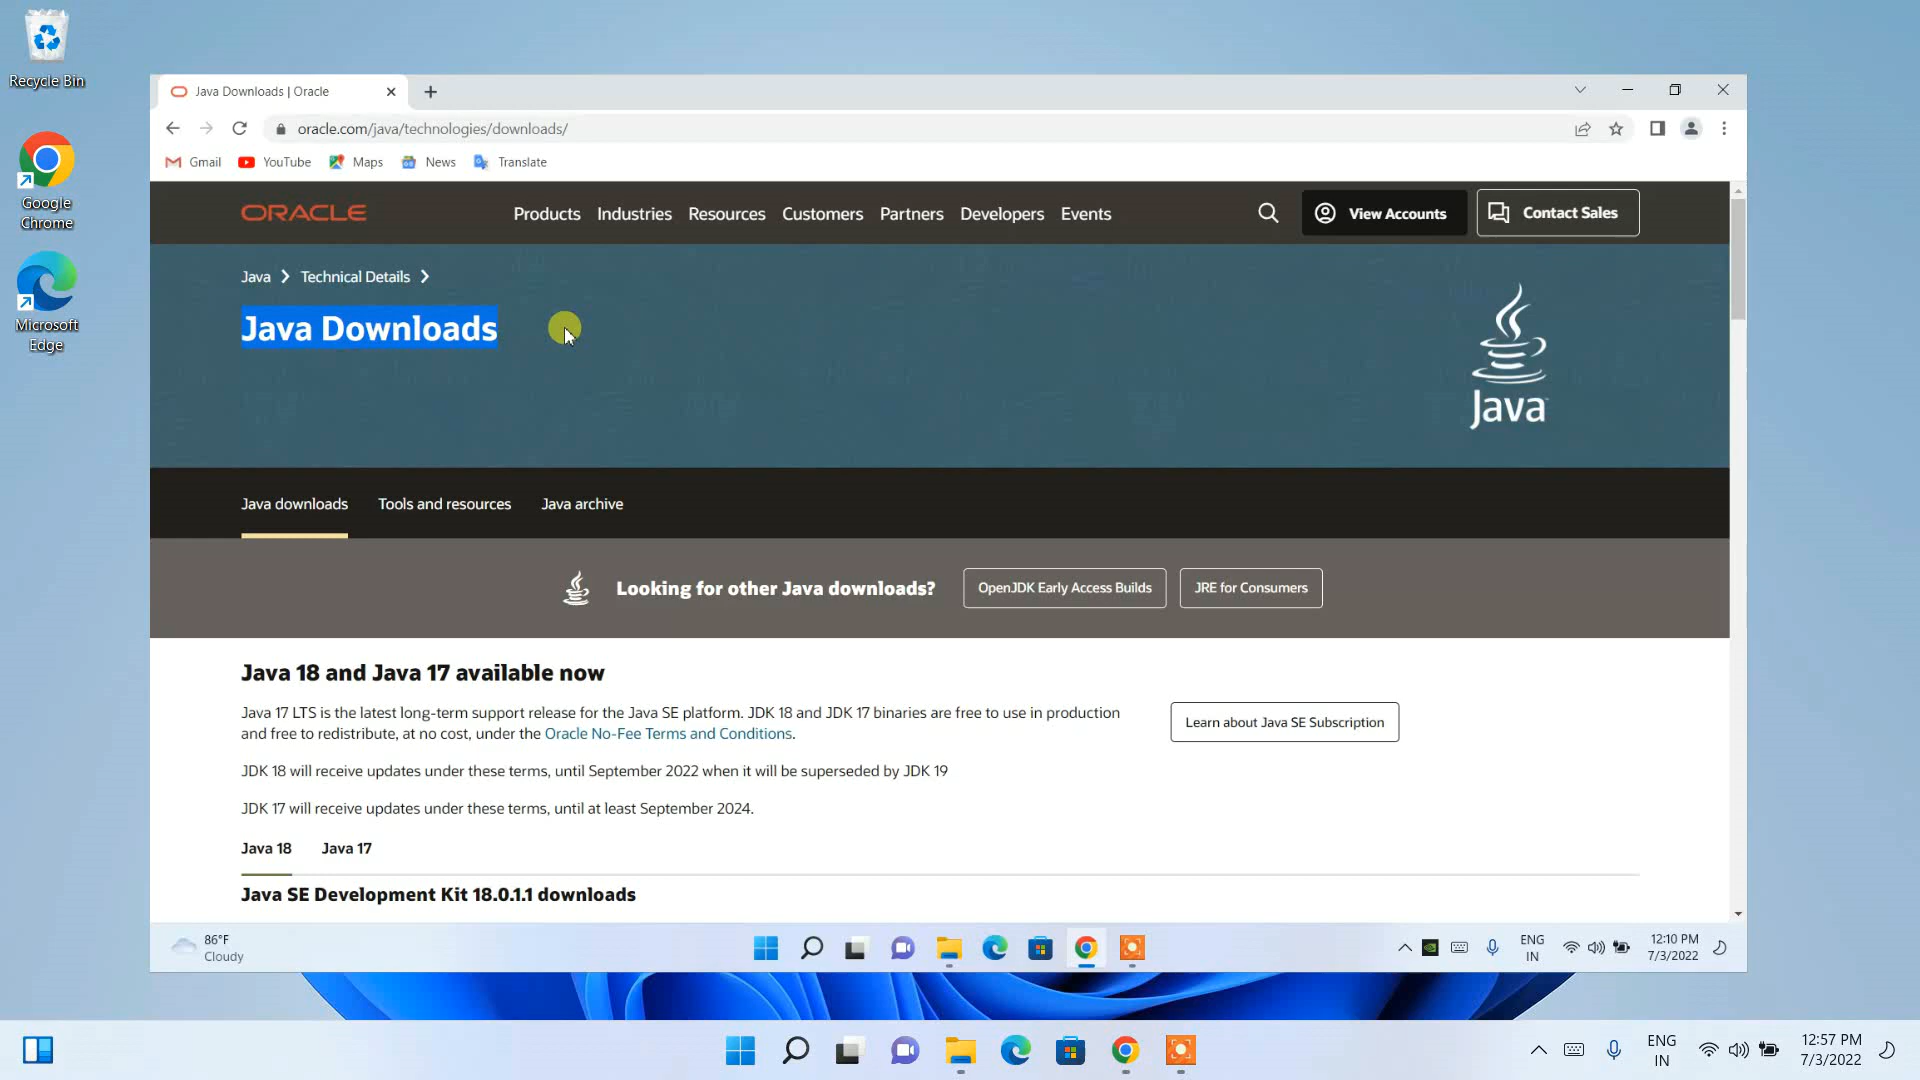 Recycle Bin
Google
Chrome
Microsoft
Edge
Java Downloads | Oracle
oracle.com/java/technologies/downloads/
Gmail YouTube Maps News Translate
ORACLE
Products Industries Resources Customers Partners Developers Events
View Accounts
Contact Sales
Java Technical Details
Java Downloads
Java
Java downloads Tools and resources Java archive
Looking for other Java downloads?
OpenJDK Early Access Builds
JRE for Consumers
Java 18 and Java 17 available now
Java 17 LTS is the latest long-term support release for the Java SE platform. JDK 18 and JDK 17 binaries are free to use in production
and free to redistribute, at no cost, under the Oracle No-Fee Terms and Conditions.
Learn about Java SE Subscription
JDK 18 will receive updates under these terms, until September 2022 when it will be superseded by JDK 19
JDK 17 will receive updates under these terms, until at least September 2024.
Java 18 Java 17
Java SE Development Kit 18.0.1.1 downloads
86°F
Cloudy
ENG
IN
12:10 PM
7/3/2022
ENG
IN
12:57 PM
7/3/2022